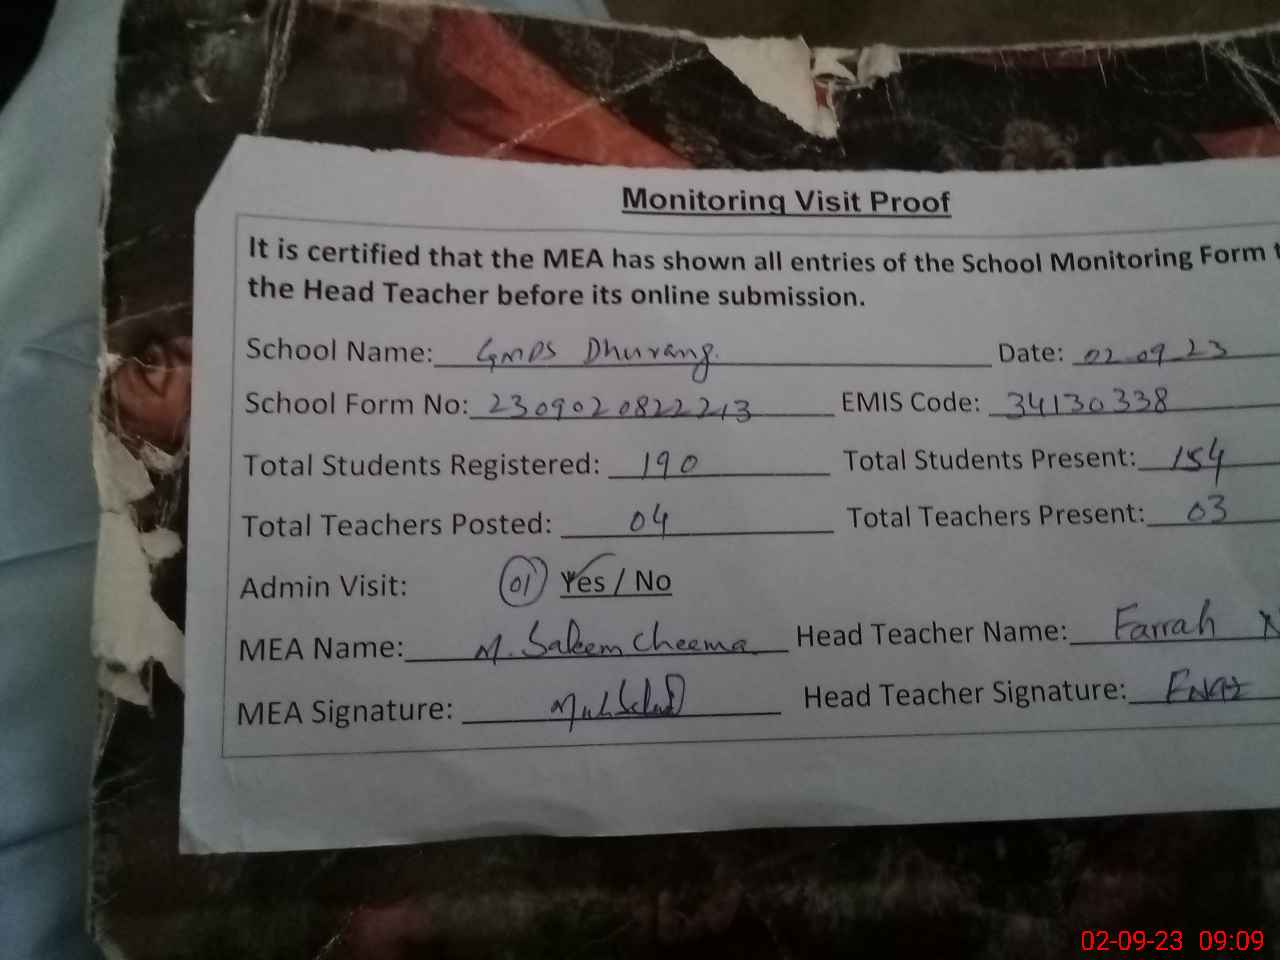 Monitoring Visit Proof
It is certified that the MEA has shown all entries of the School Monitoring Form t
the Head Teacher before its online submission.
School Name: GMPS Dhurang. Date: 02.09.23
School Form No: 2309020822213 EMIS Code: 34130338
Total Students Registered: 190 Total Students Present: 154
Total Teachers Posted: 04 Total Teachers Present: 03
Admin Visit: 01 Yes / No
MEA Name: M. Saleem Cheema Head Teacher Name: Farrah
MEA Signature: Head Teacher Signature:
02-09-23 09:09